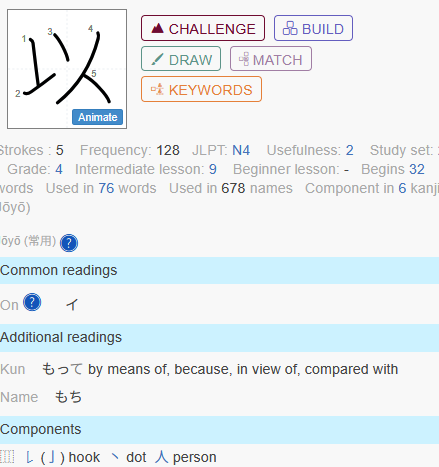 1 3 4
以
2 5
Animate
CHALLENGE BUILD
DRAW MATCH
KEYWORDS
Strokes : 5 Frequency: 128 JLPT: N4 Usefulness: 2 Study set:
Grade: 4 Intermediate lesson: 9 Beginner lesson: - Begins 32
words Used in 76 words Used in 678 names Component in 6 kanji
Jōyō)
Jōyō (常用) ?
Common readings
On ? イ
Additional readings
Kun もって by means of, because, in view of, compared with
Name もち
Components
⿲ 𠄌 (亅) hook 丶 dot 人 person